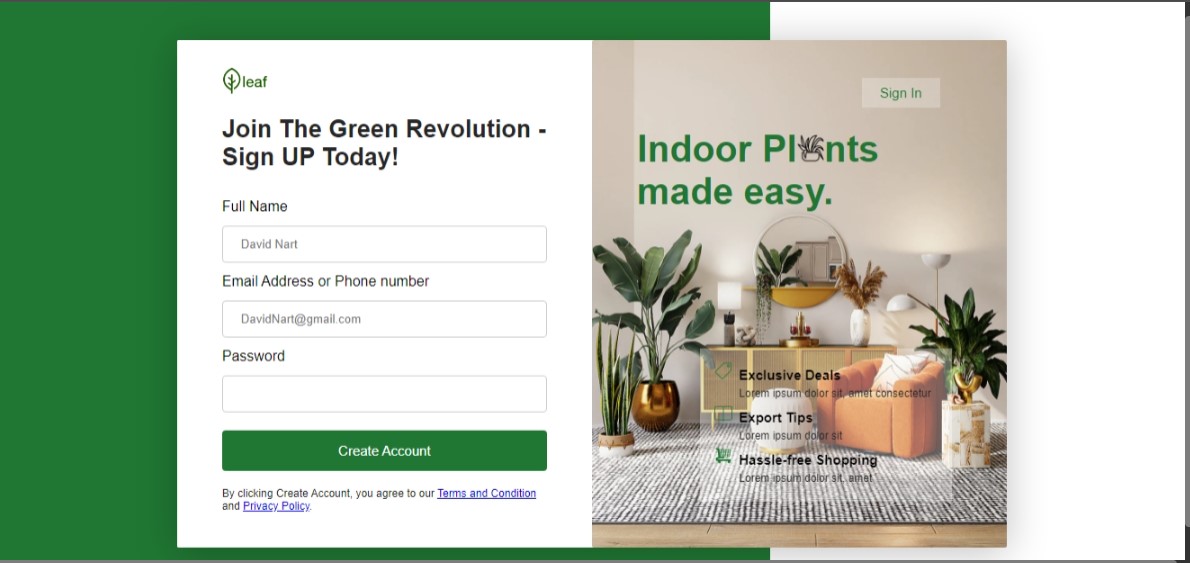 leaf
Join The Green Revolution -
Sign UP Today!
Full Name
David Nart
Email Address or Phone number
DavidNart@gmail.com
Password
Create Account
By clicking Create Account, you agree to our Terms and Condition
and Privacy Policy.
Sign In
Indoor Plnts
made easy.
Exclusive Deals
Lorem ipsum dolor sit, amet consectetur
Export Tips
Lorem ipsum dolor sit
Hassle-free Shopping
Lorem ipsum dolor sit, amet